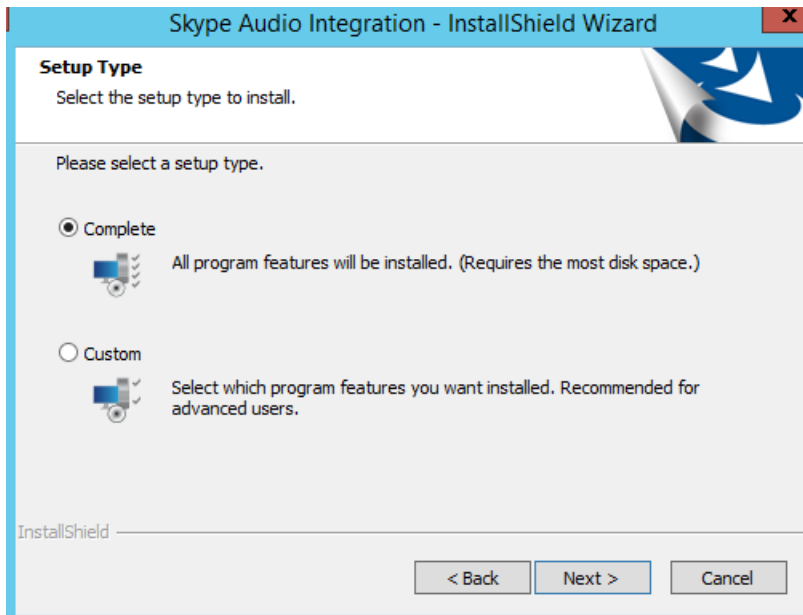 Skype Audio Integration - InstallShield Wizard
x
Setup Type
Select the setup type to install.
Please select a setup type.
Complete
All program features will be installed. (Requires the most disk space.)
Custom
Select which program features you want installed. Recommended for
advanced users.
InstallShield
< Back
Next >
Cancel